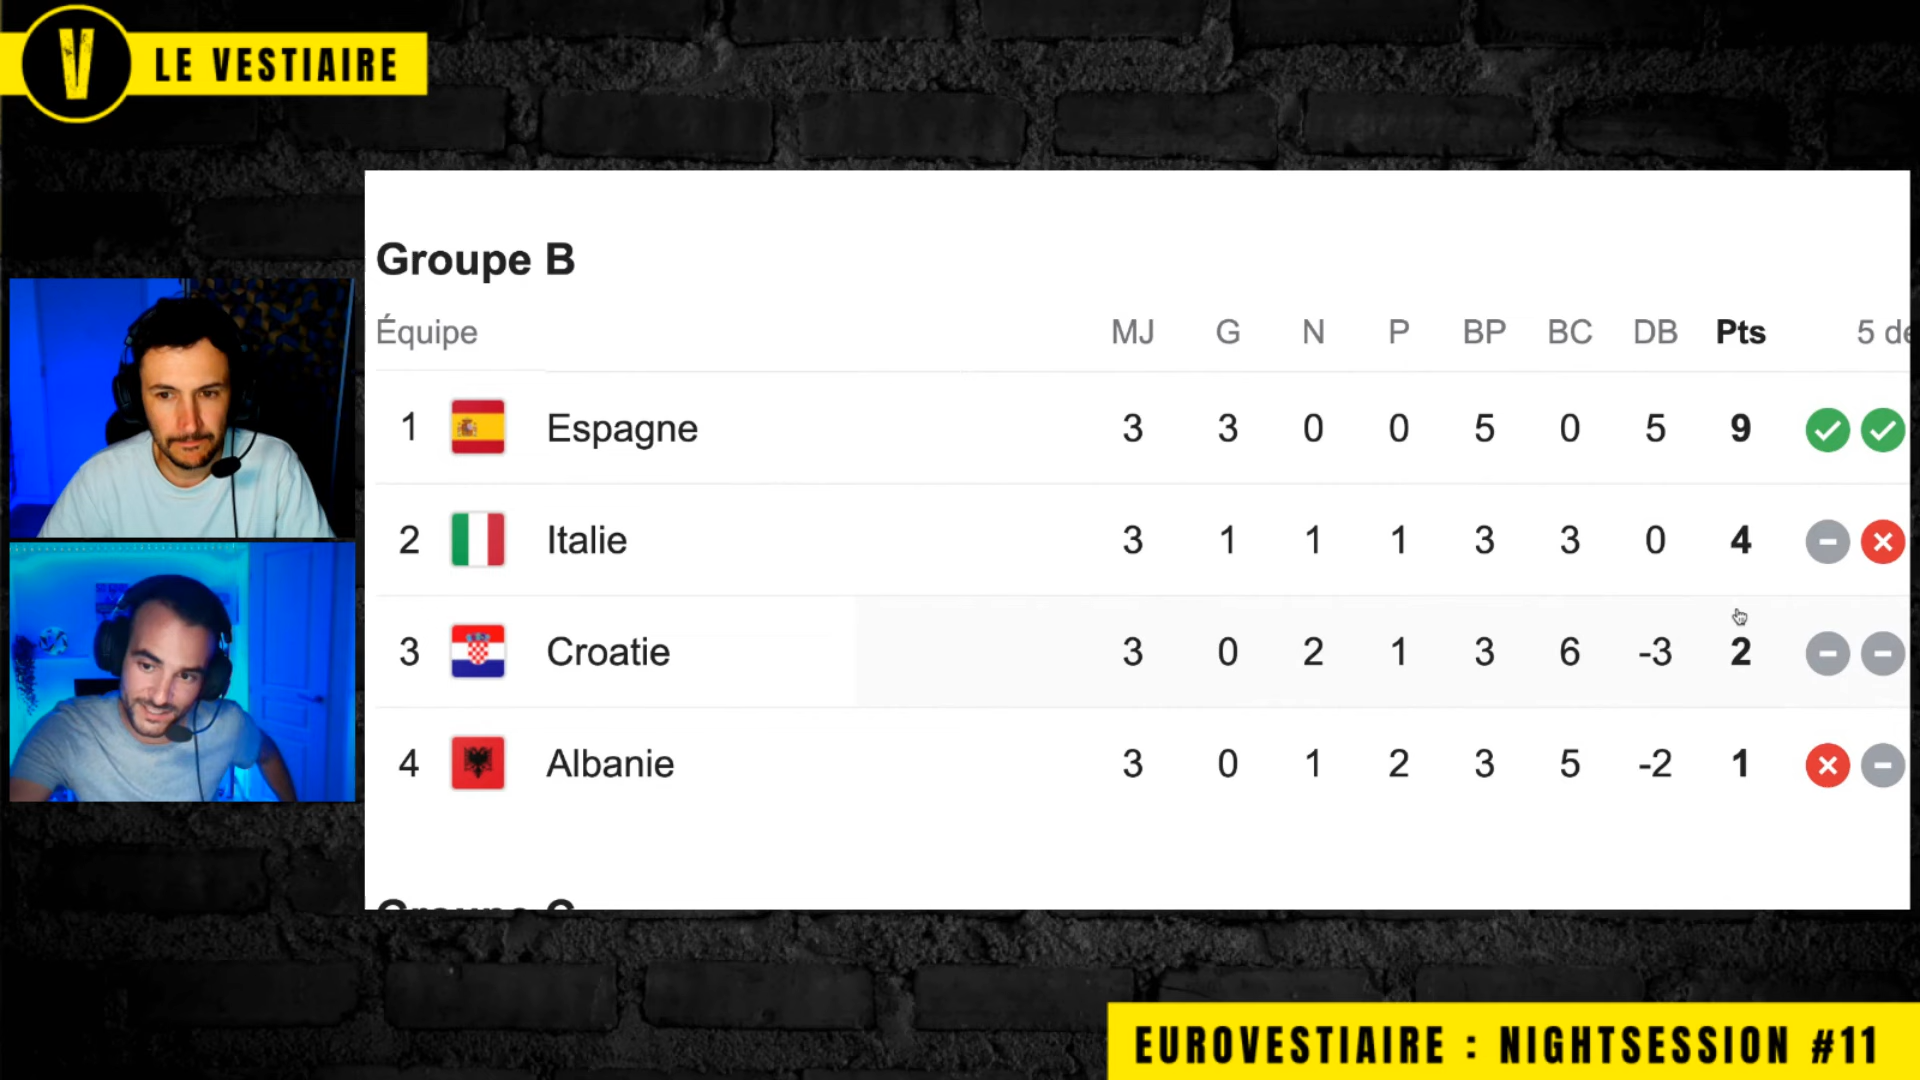 V LE VESTIAIRE
Groupe B
Équipe MJ G N P BP BC DB Pts 5 de
1 Espagne 3 3 0 0 5 0 5 9
2 Italie 3 1 1 1 3 3 0 4
3 Croatie 3 0 2 1 3 6 -3 2
4 Albanie 3 0 1 2 3 5 -2 1
EUROVESTIAIRE : NIGHTSESSION #11